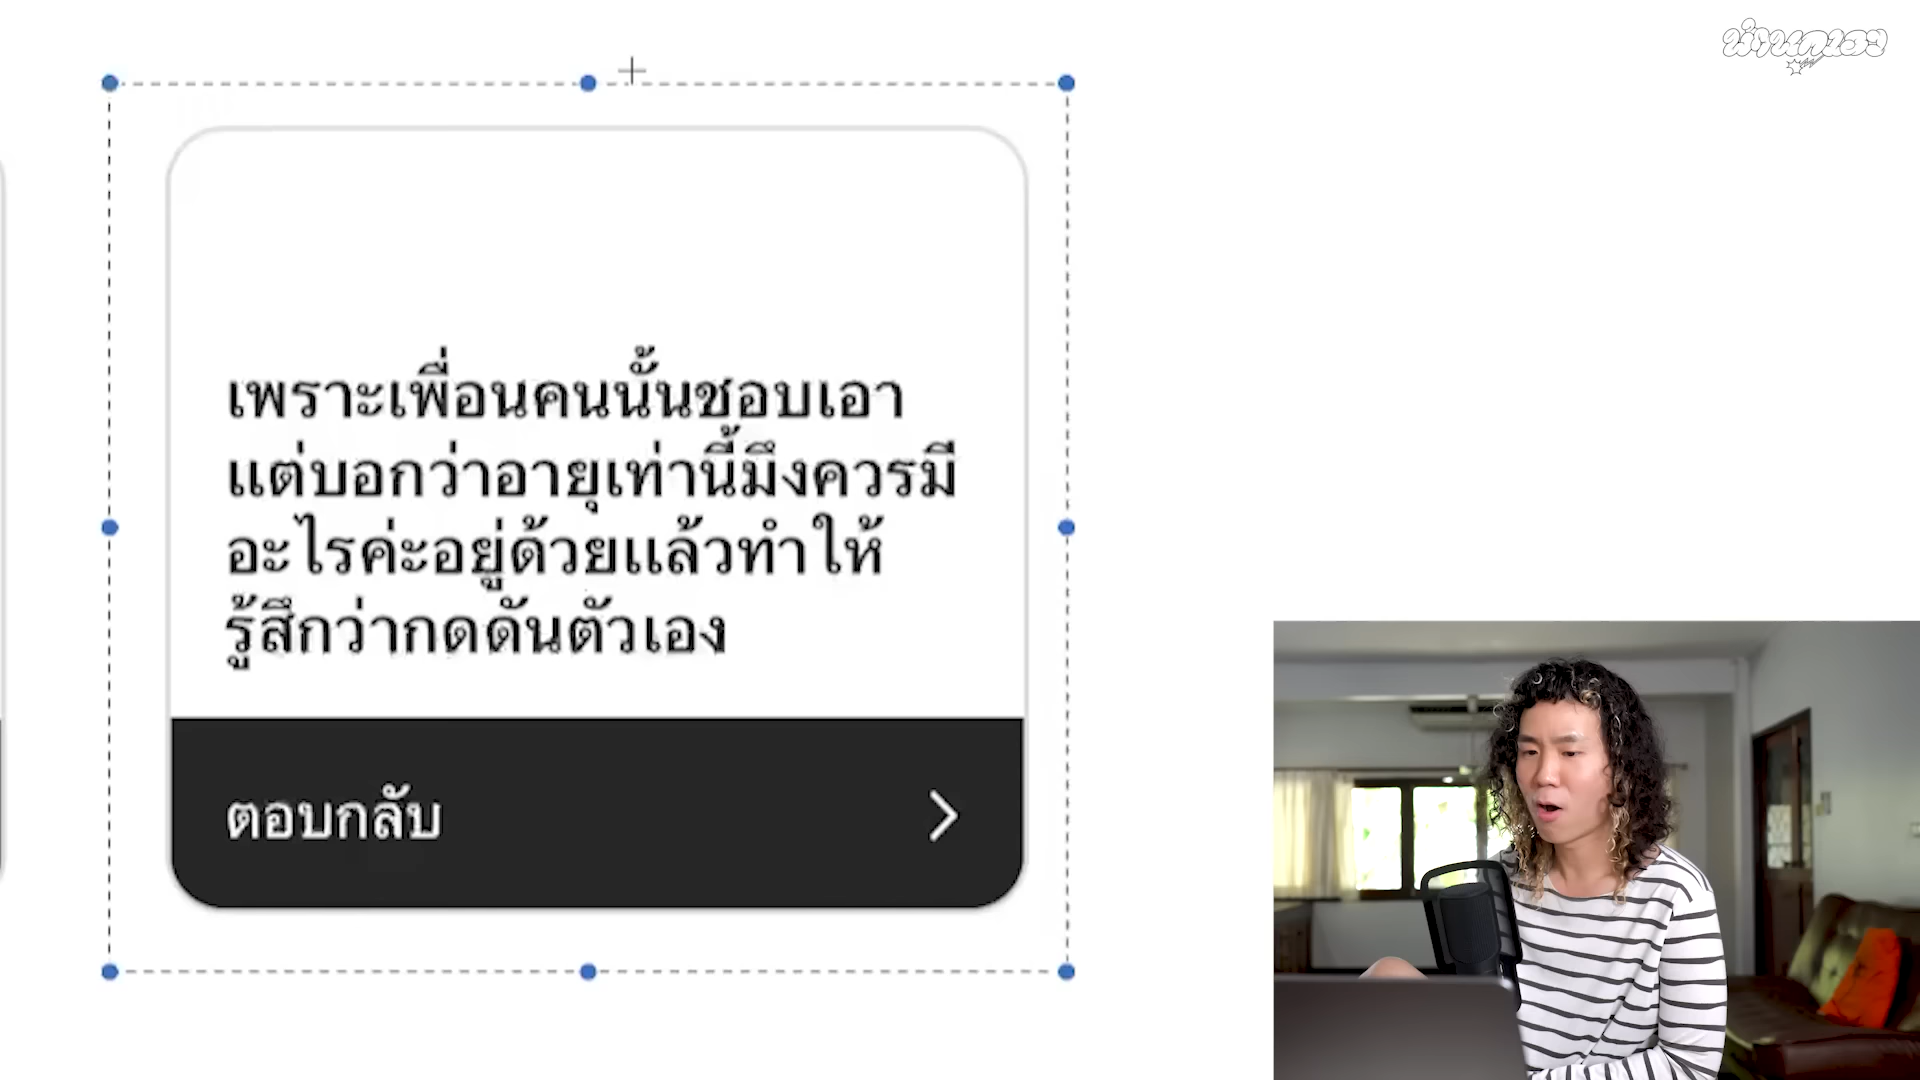 เพราะเพื่อนคนนั้นชอบเอา
แต่บอกว่าอายุเท่านี้มึงควรมี
อะไรค่ะอยู่ด้วยแล้วทำให้
รู้สึกว่ากดดันตัวเอง
ตอบกลับ